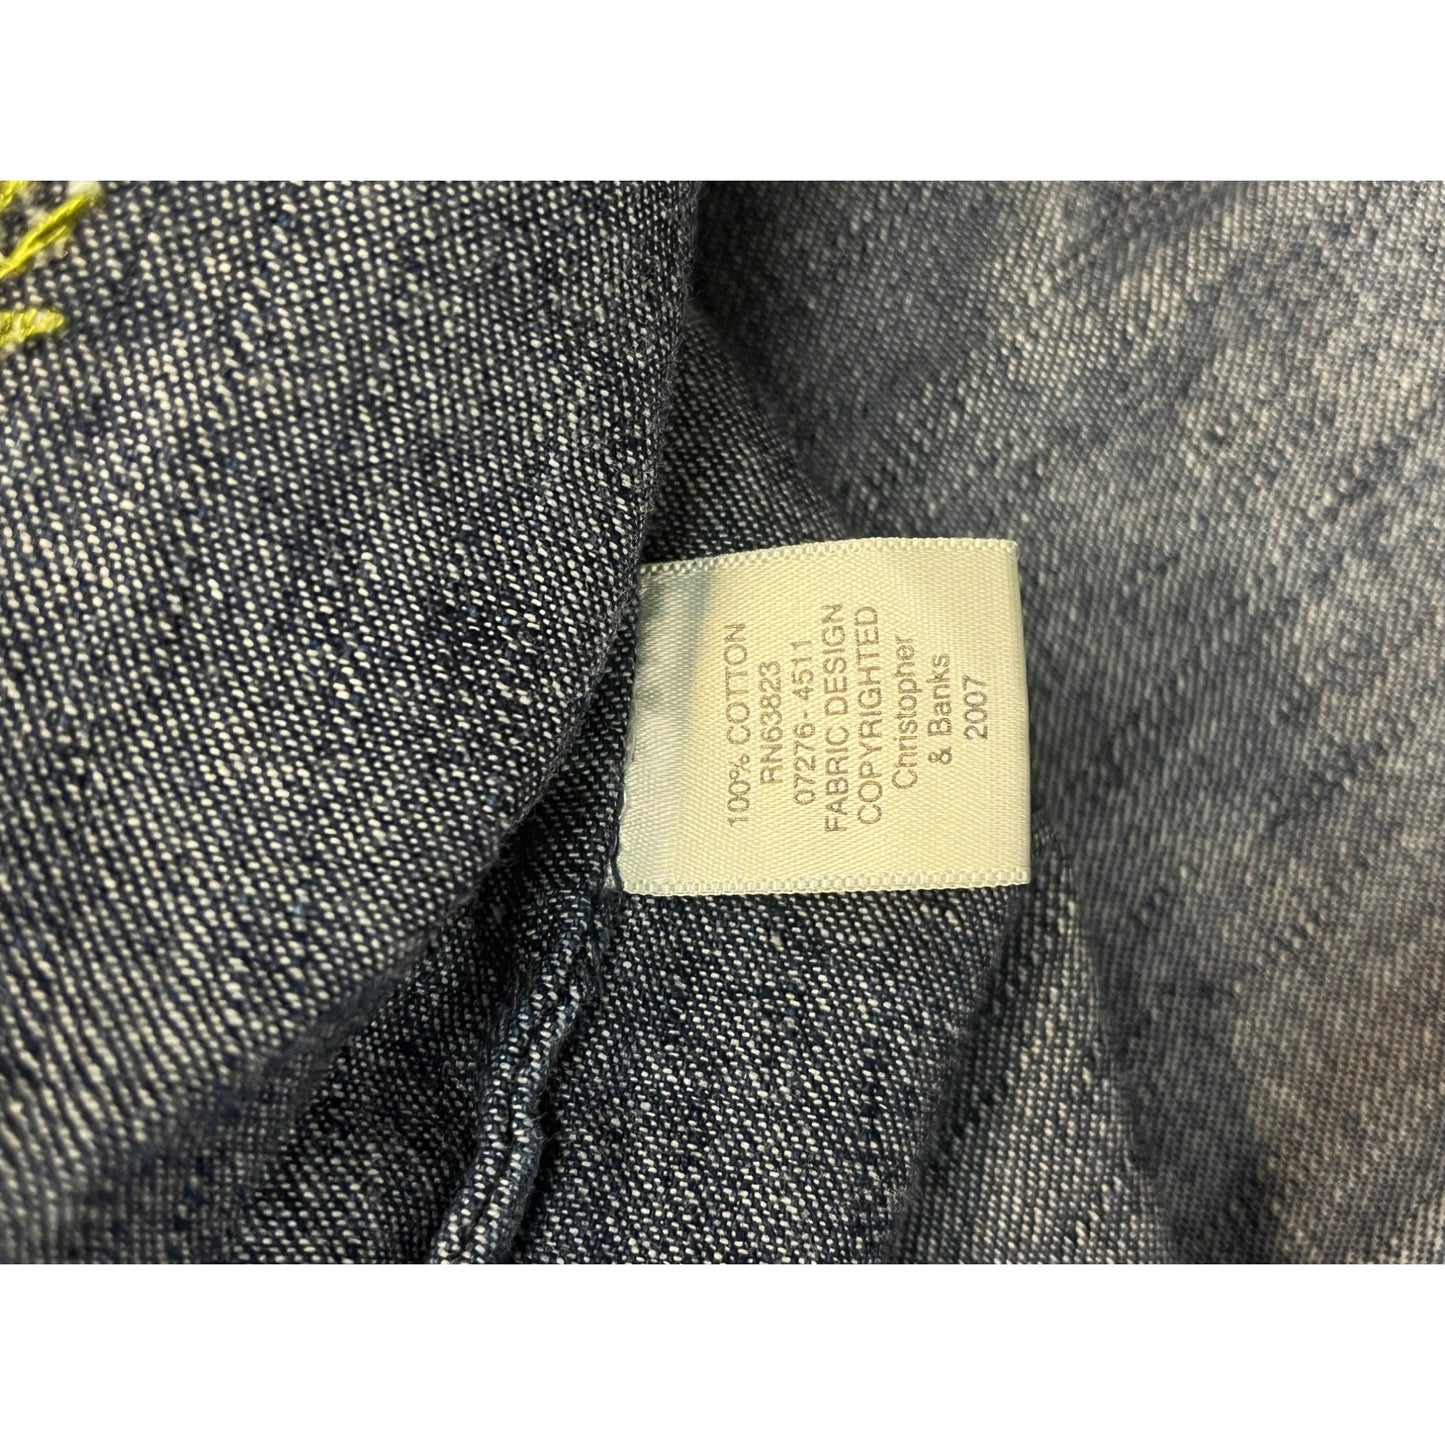 100% COTTON
RN63823
07276-4511
FABRIC DESIGN
COPYRIGHTED
Christopher
& Banks
2007